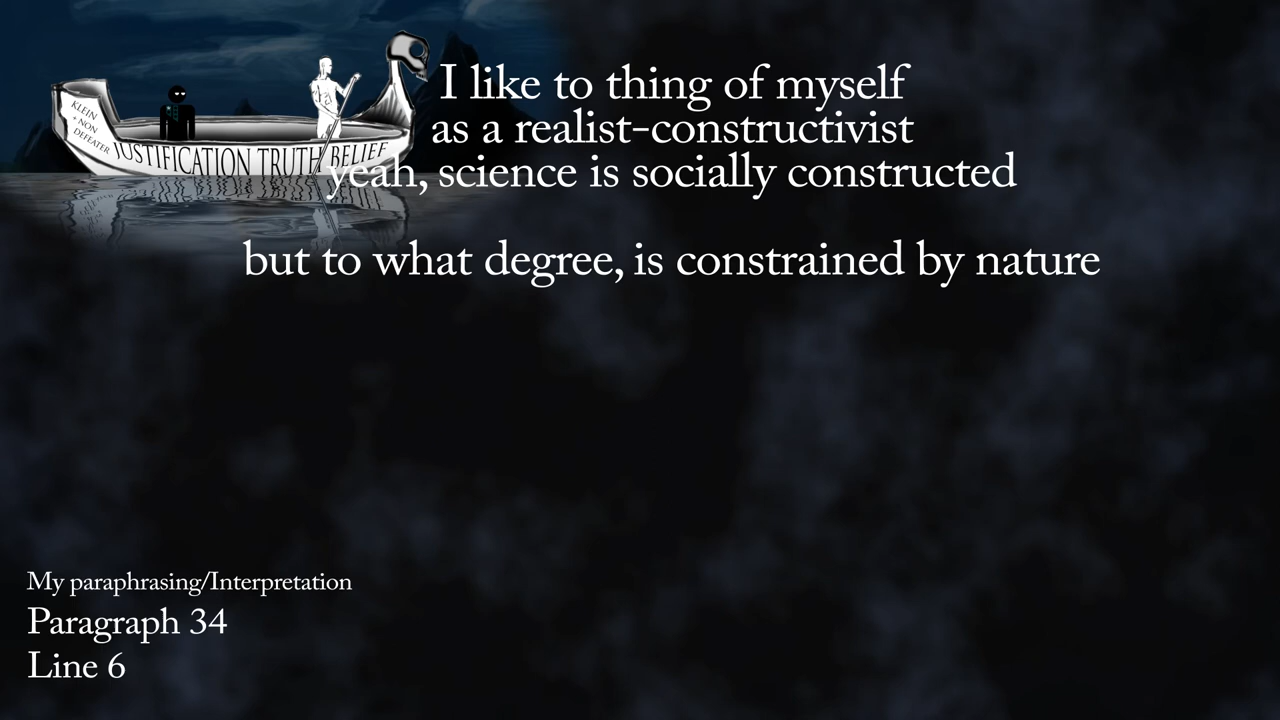 KLEIN
+ NON
DEFEATER
JUSTIFICATION TRUTH BELIEF
I like to thing of myself
as a realist-constructivist
yeah, science is socially constructed
but to what degree, is constrained by nature
My paraphrasing/Interpretation
Paragraph 34
Line 6